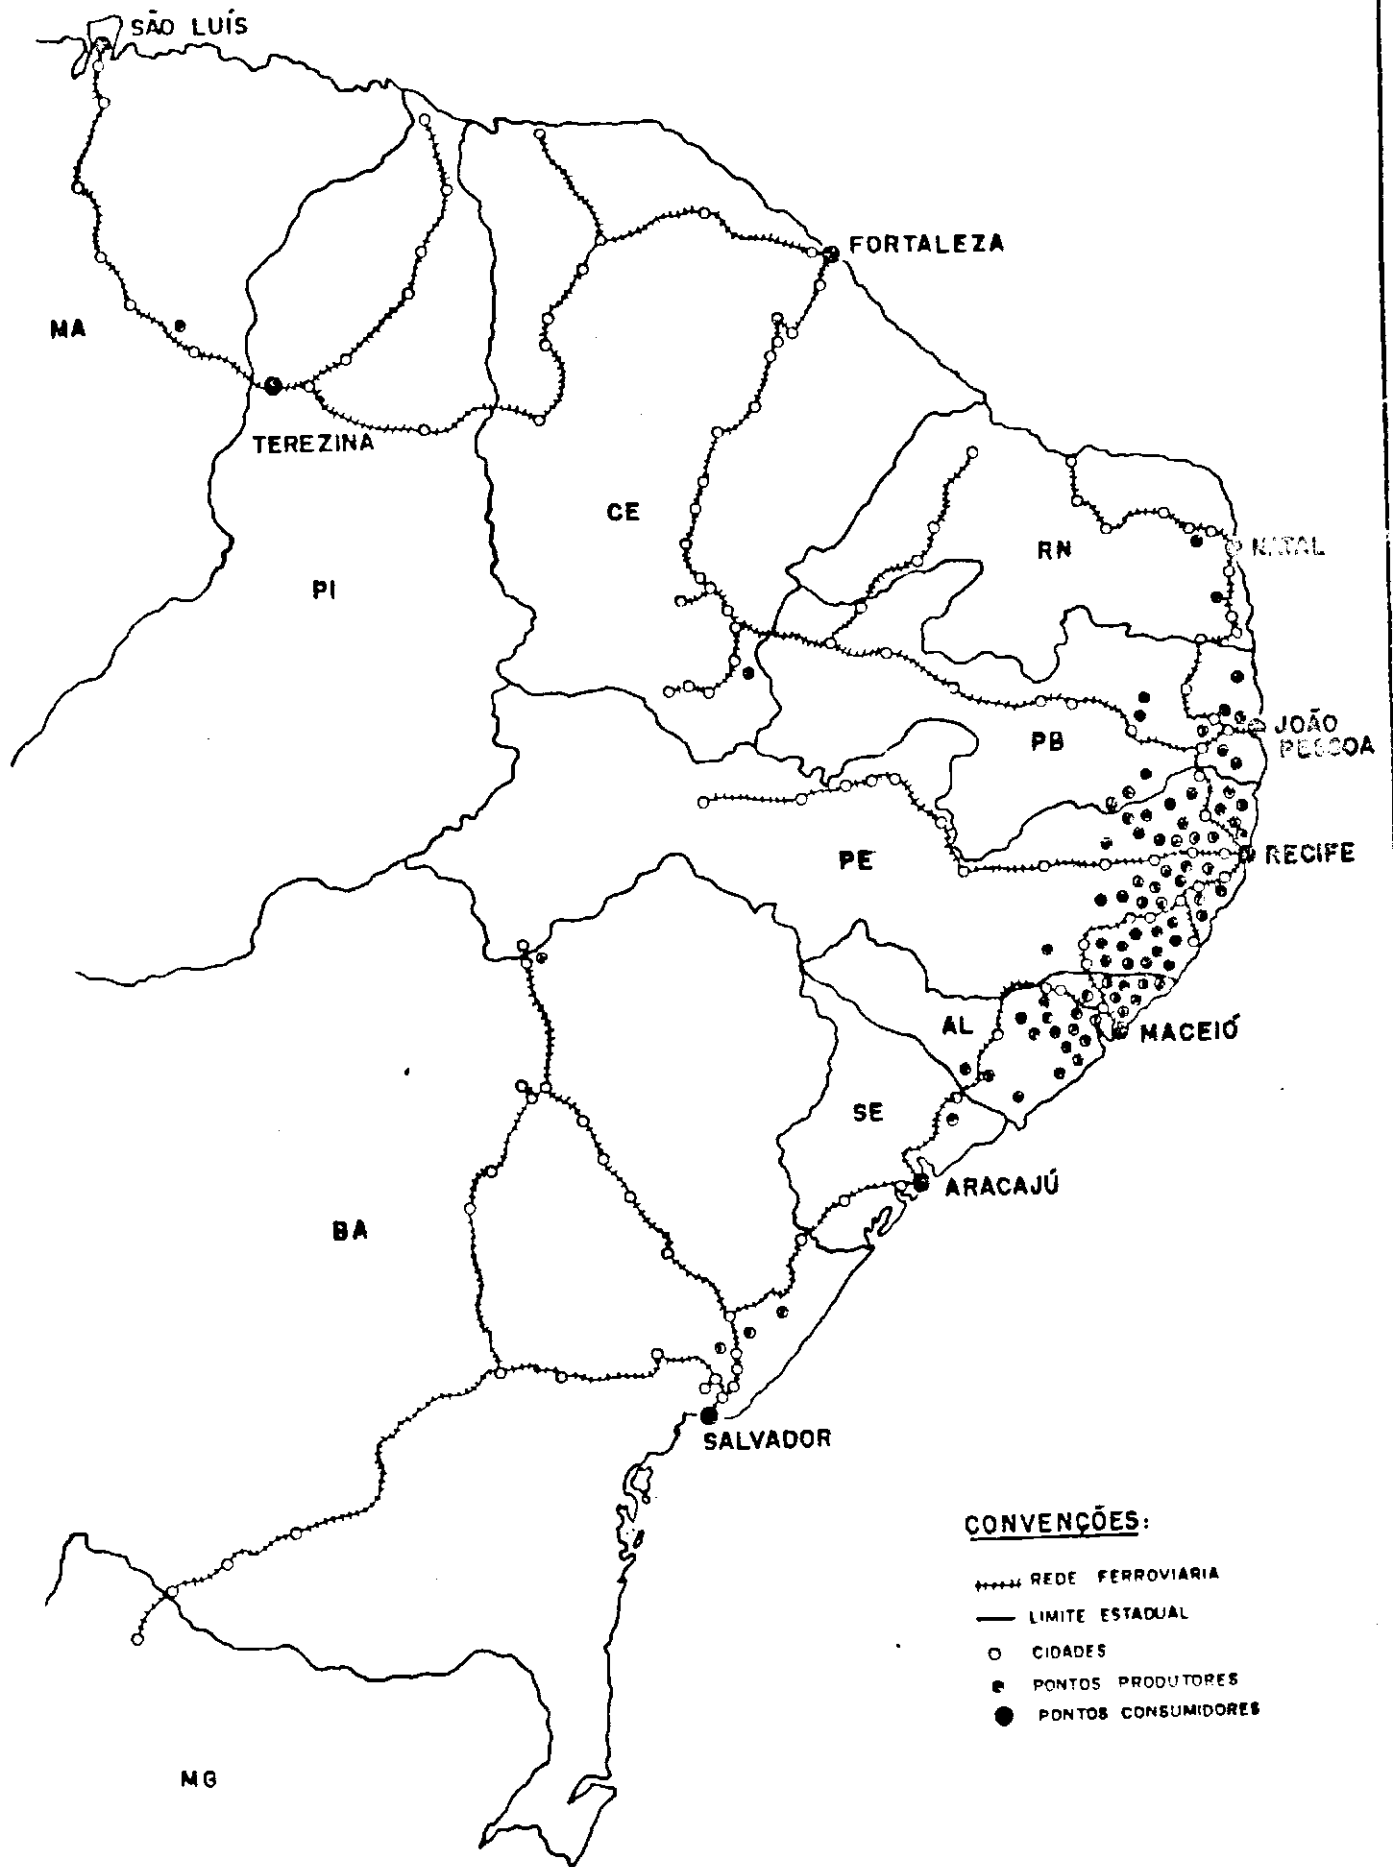 SÃO LUÍS
FORTALEZA
MA
TEREZINA
CE
RN
NATAL
PI
JOÃO
PESSOA
PB
PE
RECIFE
AL
MACEIÓ
SE
ARACAJÚ
BA
SALVADOR
CONVENÇÕES:
REDE FERROVIARIA
LIMITE ESTADUAL
CIDADES
PONTOS PRODUTORES
PONTOS CONSUMIDORES
MG